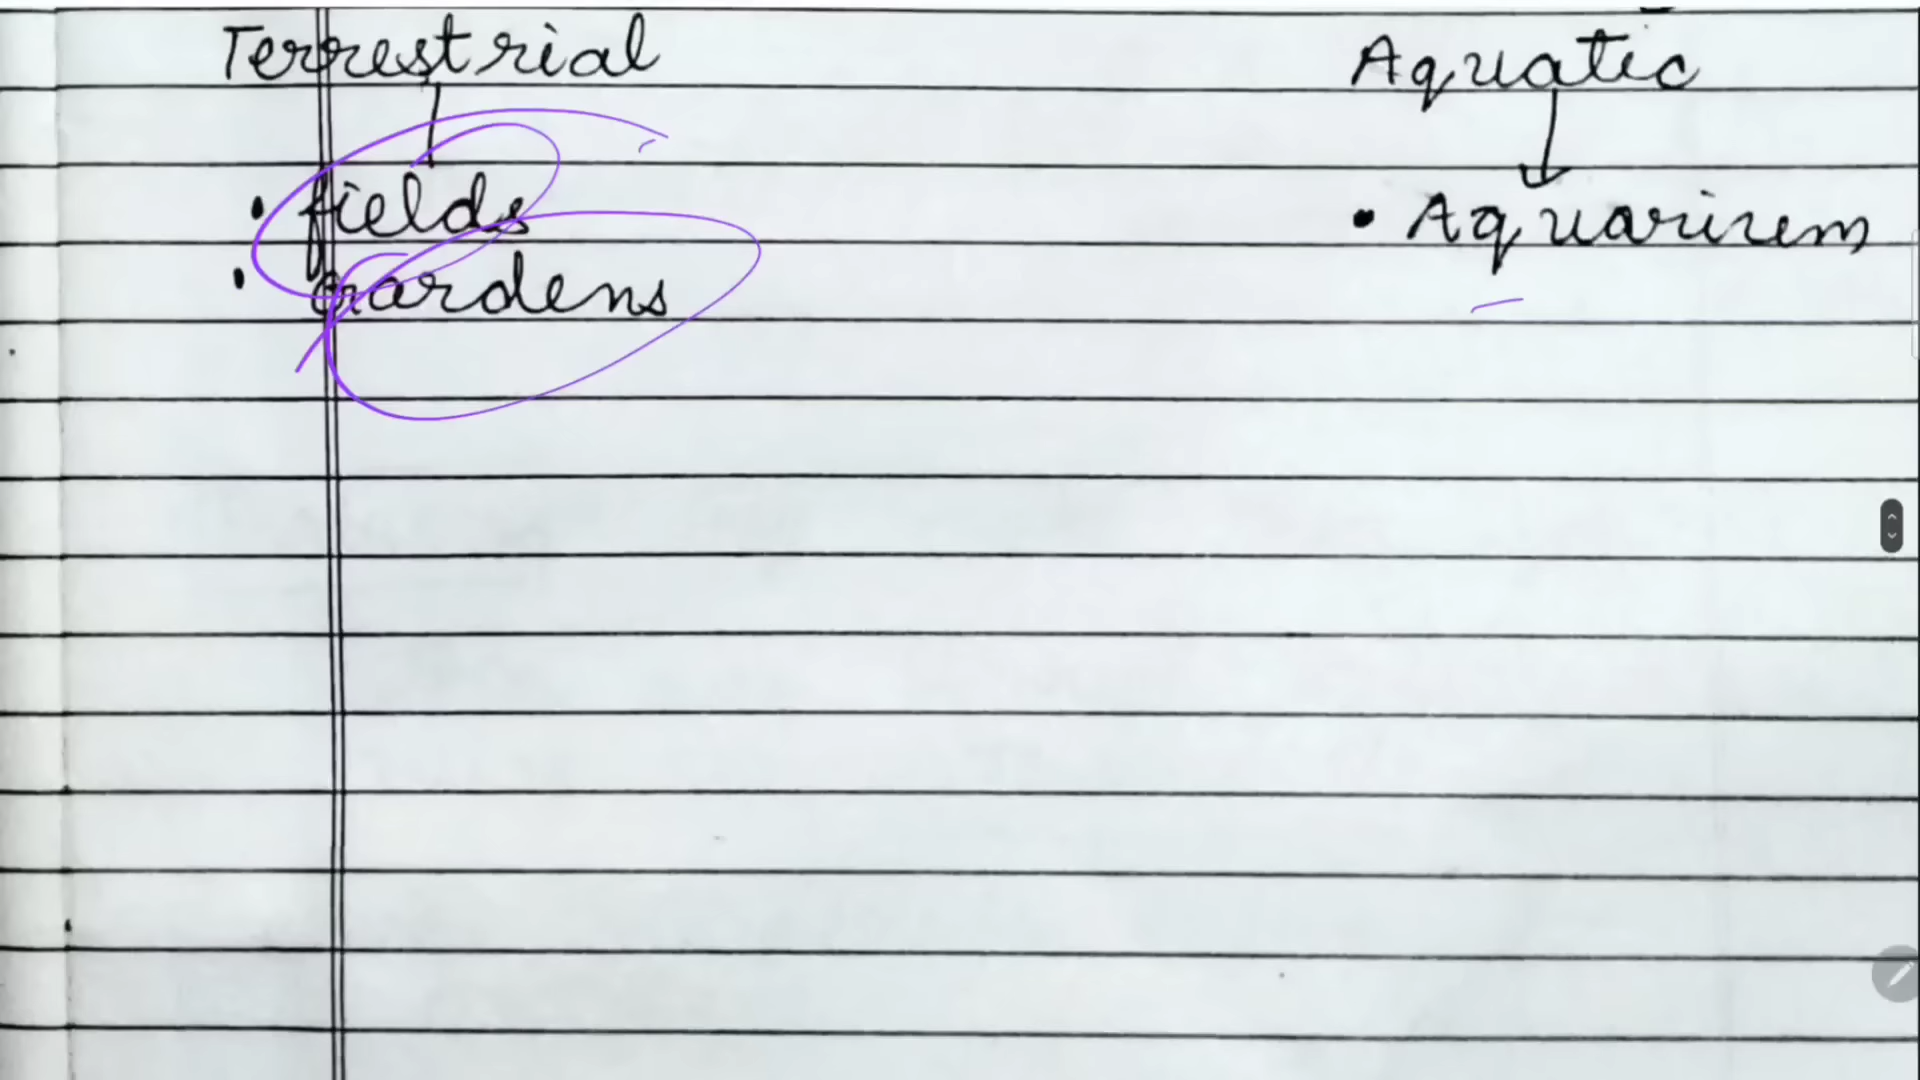 Terrestrial
Aquatic
• fields
• Aquarium
• Gardens